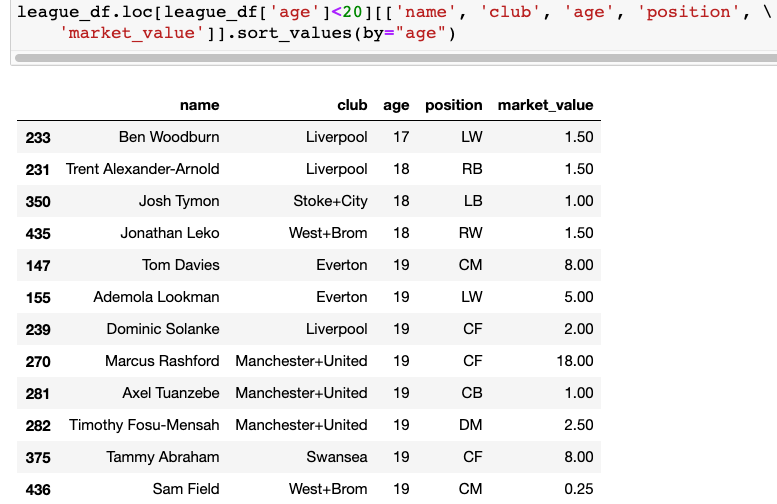 league_df.loc[league_df['age']<20][['name', 'club', 'age', 'position', \
'market_value']].sort_values(by="age")
name club age position market_value
233 Ben Woodburn Liverpool 17 LW 1.50
231 Trent Alexander-Arnold Liverpool 18 RB 1.50
350 Josh Tymon Stoke+City 18 LB 1.00
435 Jonathan Leko West+Brom 18 RW 1.50
147 Tom Davies Everton 19 CM 8.00
155 Ademola Lookman Everton 19 LW 5.00
239 Dominic Solanke Liverpool 19 CF 2.00
270 Marcus Rashford Manchester+United 19 CF 18.00
281 Axel Tuanzebe Manchester+United 19 CB 1.00
282 Timothy Fosu-Mensah Manchester+United 19 DM 2.50
375 Tammy Abraham Swansea 19 CF 8.00
436 Sam Field West+Brom 19 CM 0.25